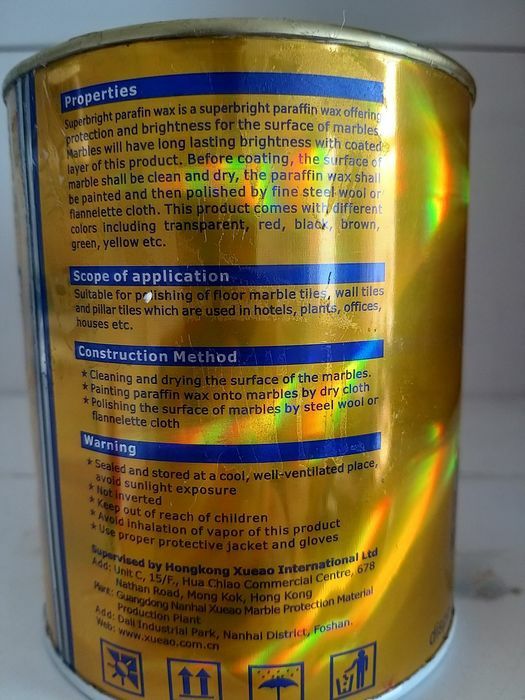 Properties
Superbright parafin wax is a superbright paraffin wax offering
protection and brightness for the surface of marbles.
Marbles will have long lasting brightness with coated
layer of this product. Before coating, the surface of
marble shall be clean and dry, the paraffin wax shall
be painted and then polished by fine steel wool or
flannelette cloth. This product comes with different
colors including transparent, red, black, brown,
green, yellow etc.
Scope of application
Suitable for polishing of floor marble tiles, wall tiles
and pillar tiles which are used in hotels, plants, offices,
houses etc.
Construction Method
★Cleaning and drying the surface of the marbles.
★Painting paraffin wax onto marbles by dry cloth
★Polishing the surface of marbles by steel wool or
flannelette cloth
Warning
★Sealed and stored at a cool, well-ventilated place,
avoid sunlight exposure
★Not inverted
★Keep out of reach of children
★Avoid inhalation of vapor of this product
★Use proper protective jacket and gloves
Supervised by Hongkong Xueao International Ltd
Add: Unit C, 15/F., Hua Chiao Commercial Centre, 678
Nathan Road, Mong Kok, Hong Kong
Plant: Guangdong Nanhai Xueao Marble Protection Material
Production Plant
Add: Dali Industrial Park, Nanhai District, Foshan.
Web: www.xueao.com.cn